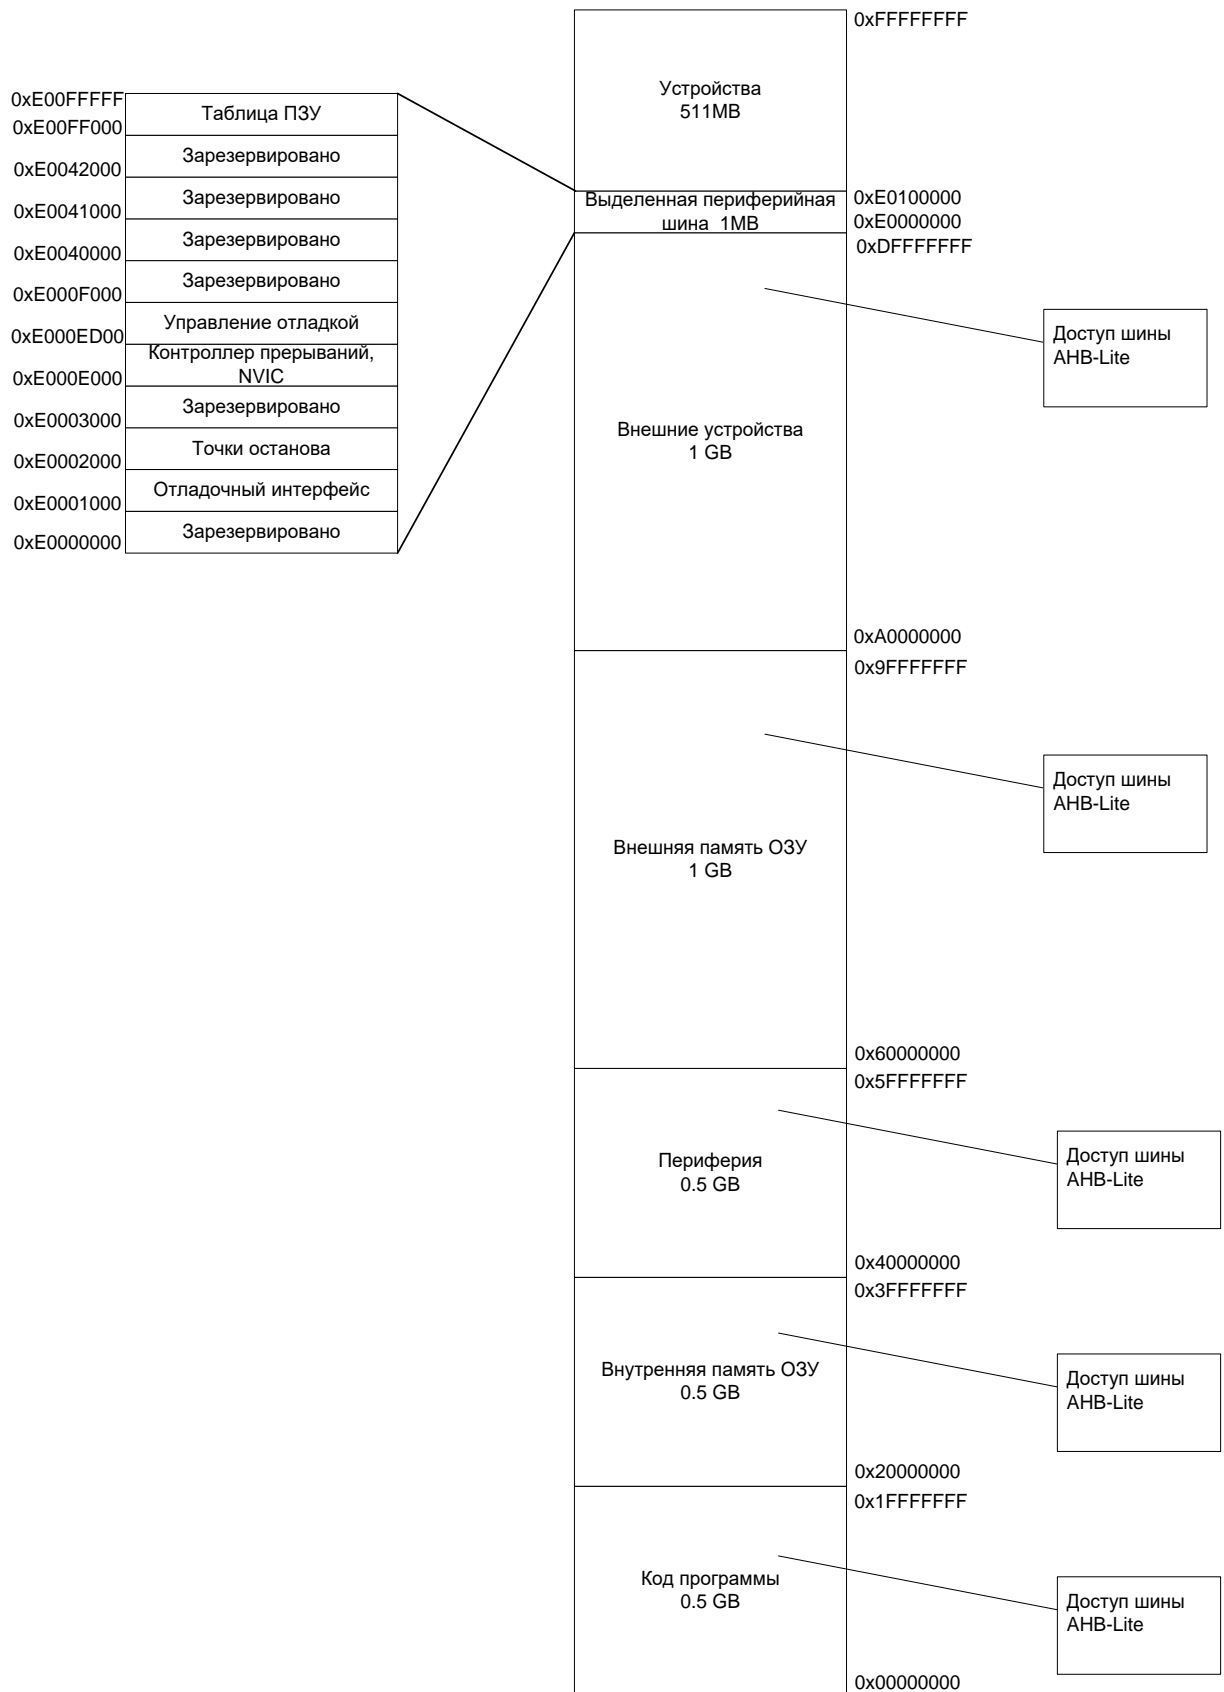 0xFFFFFFFF
Устройства
511MB
0xE00FFFFF
Таблица ПЗУ
0xE00FF000
Зарезервировано
0xE0042000
Зарезервировано
0xE0041000
Зарезервировано
0xE0040000
Зарезервировано
0xE000F000
Управление отладкой
0xE000ED00
Контроллер прерываний,
NVIC
0xE000E000
Зарезервировано
0xE0003000
Точки останова
0xE0002000
Отладочный интерфейс
0xE0001000
Зарезервировано
0xE0000000
Выделенная периферийная
шина 1MB
0xE0100000
0xE0000000
0xDFFFFFFF
Доступ шины
AHB-Lite
Внешние устройства
1 GB
0xA0000000
0x9FFFFFFF
Доступ шины
AHB-Lite
Внешняя память ОЗУ
1 GB
0x60000000
0x5FFFFFFF
Доступ шины
AHB-Lite
Периферия
0.5 GB
0x40000000
0x3FFFFFFF
Доступ шины
AHB-Lite
Внутренняя память ОЗУ
0.5 GB
0x20000000
0x1FFFFFFF
Доступ шины
AHB-Lite
Код программы
0.5 GB
0x00000000